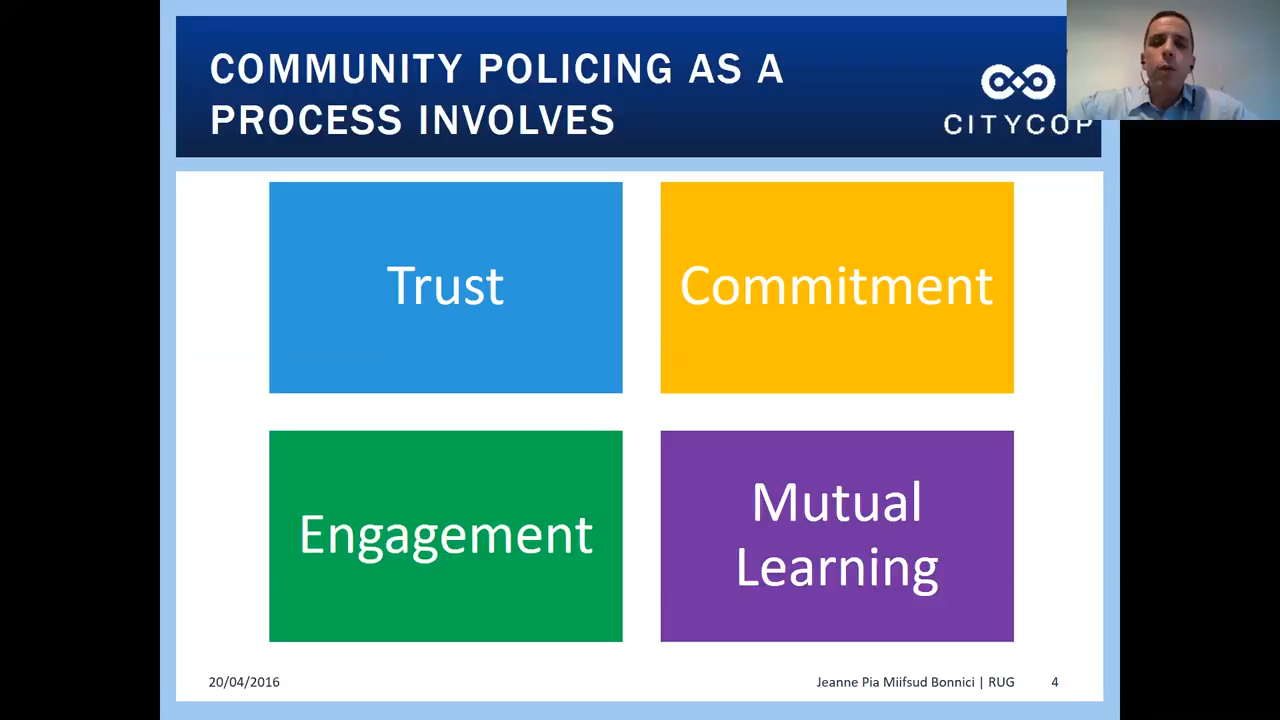 COMMUNITY POLICING AS A
PROCESS INVOLVES
CITYCOP
Trust
Commitment
Engagement
Mutual
Learning
20/04/2016
Jeanne Pia Miifsud Bonnici | RUG
4